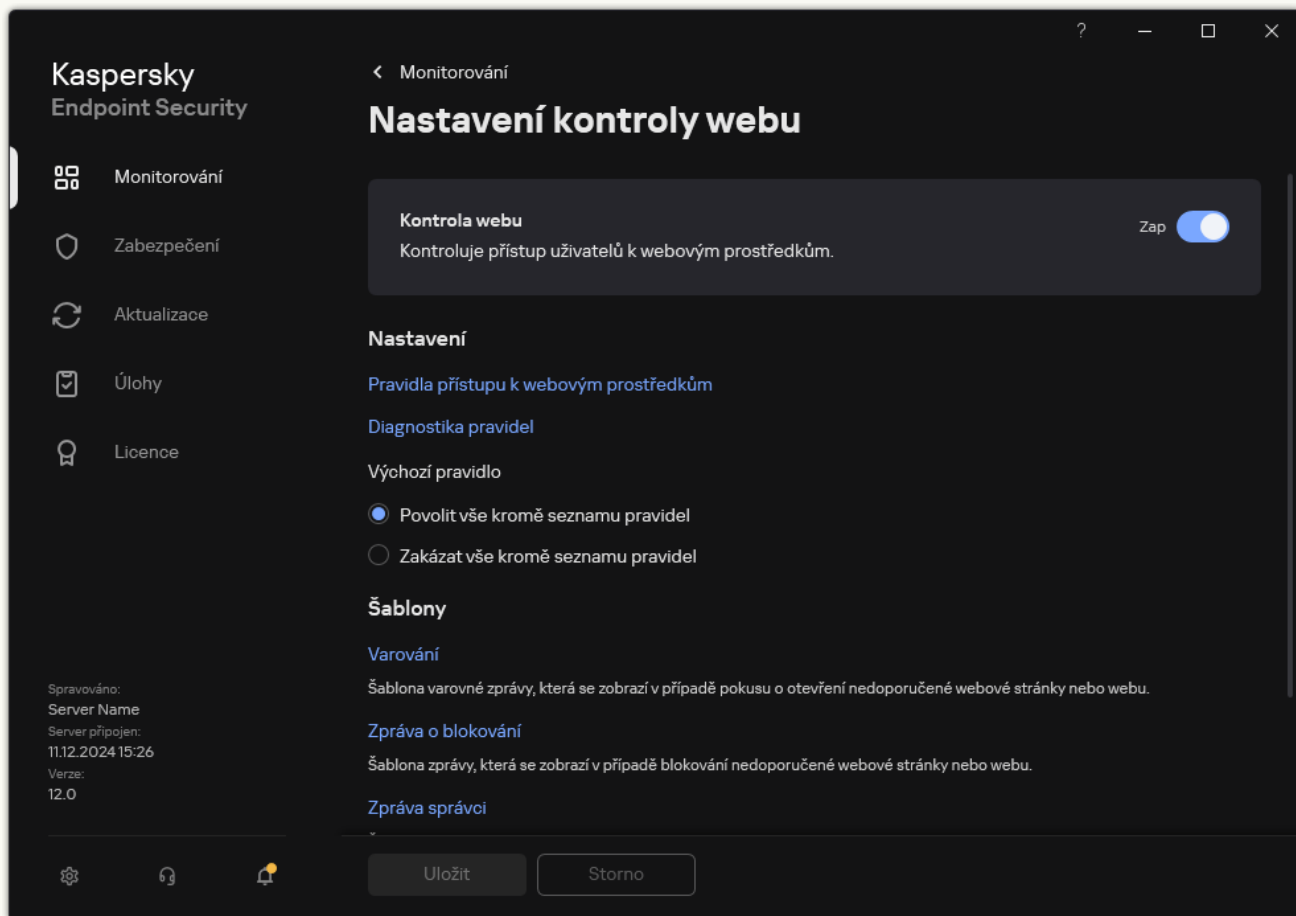 ?
Kaspersky
Endpoint Security
Monitorování
Zabezpečení
Aktualizace
Úlohy
Licence
Spravováno:
Server Name
Server připojen:
11.12.2024 15:26
Verze:
12.0
Monitorování
Nastavení kontroly webu
Kontrola webu
Kontroluje přístup uživatelů k webovým prostředkům.
Zap
Nastavení
Pravidla přístupu k webovým prostředkům
Diagnostika pravidel
Výchozí pravidlo
Povolit vše kromě seznamu pravidel
Zakázat vše kromě seznamu pravidel
Šablony
Varování
Šablona varovné zprávy, která se zobrazí v případě pokusu o otevření nedoporučené webové stránky nebo webu.
Zpráva o blokování
Šablona zprávy, která se zobrazí v případě blokování nedoporučené webové stránky nebo webu.
Zpráva správci
Uložit
Storno